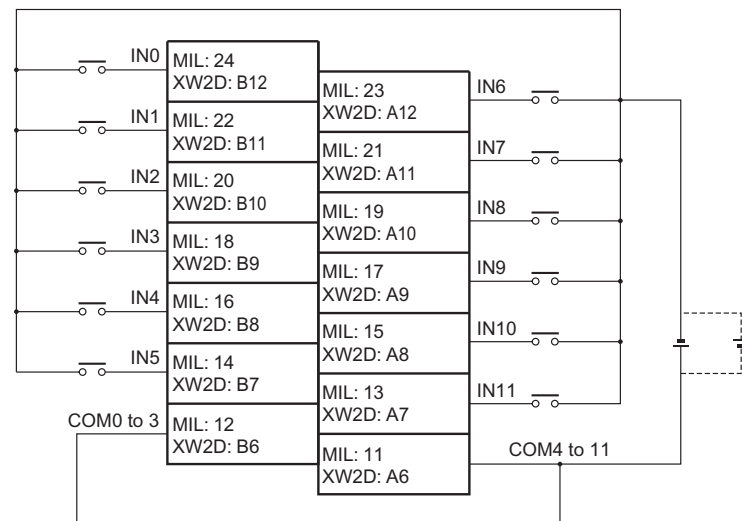 IN0
MIL: 24
XW2D: B12
MIL: 23
XW2D: A12
IN6
IN1
MIL: 22
XW2D: B11
MIL: 21
XW2D: A11
IN7
IN2
MIL: 20
XW2D: B10
MIL: 19
XW2D: A10
IN8
IN3
MIL: 18
XW2D: B9
MIL: 17
XW2D: A9
IN9
IN4
MIL: 16
XW2D: B8
MIL: 15
XW2D: A8
IN10
IN5
MIL: 14
XW2D: B7
MIL: 13
XW2D: A7
IN11
COM0 to 3
MIL: 12
XW2D: B6
MIL: 11
XW2D: A6
COM4 to 11